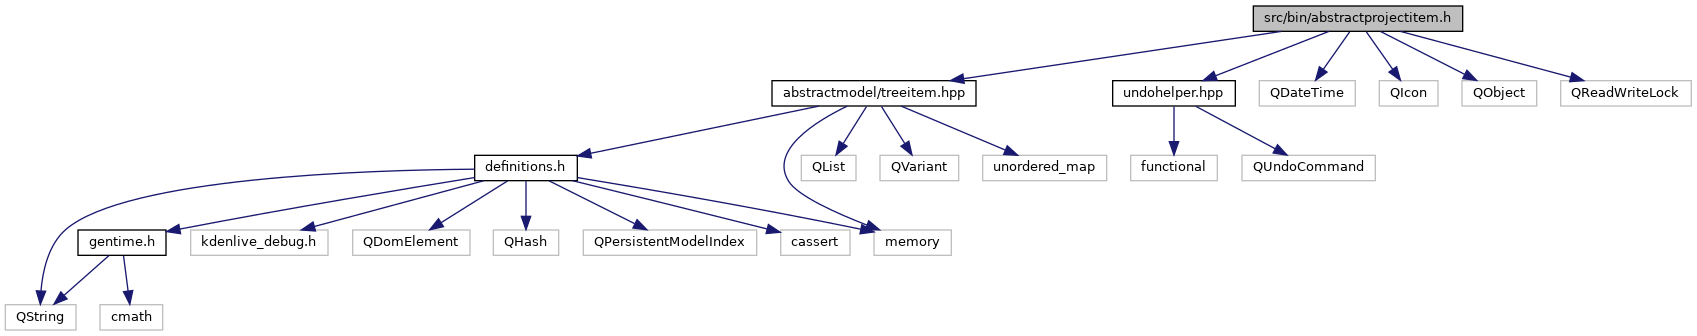 src/bin/abstractprojectitem.h
abstractmodel/treeitem.hpp
undohelper.hpp
QDateTime
QIcon
QObject
QReadWriteLock
definitions.h
QList
QVariant
unordered_map
functional
QUndoCommand
gentime.h
kdenlive_debug.h
QDomElement
QHash
QPersistentModelIndex
cassert
memory
QString
cmath